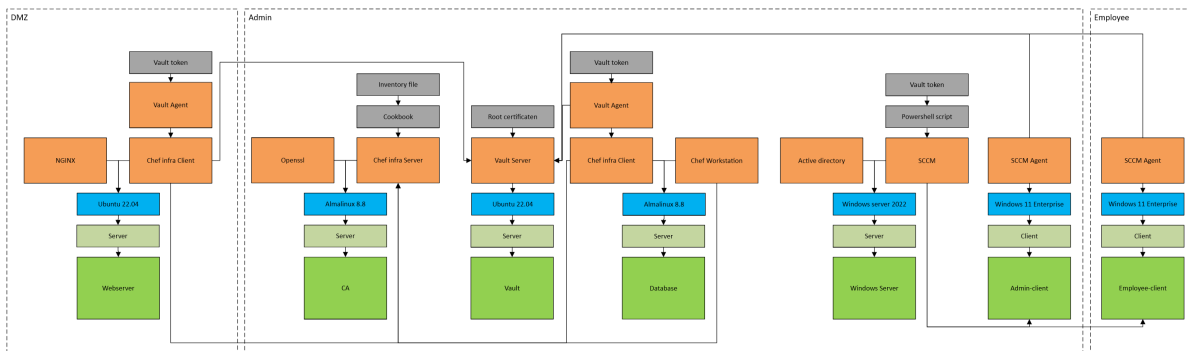 DMZ
Admin
Employee
Vault token
Vault token
Inventory file
Vault token
Vault Agent
Vault Agent
Cookbook
Root certificaten
Powershell script
NGINX
Chef infra Client
Openssl
Chef infra Server
Vault Server
Chef infra Client
Chef Workstation
Active directory
SCCM
SCCM Agent
SCCM Agent
Ubuntu 22.04
Almalinux 8.8
Ubuntu 22.04
Almalinux 8.8
Windows server 2022
Windows 11 Enterprise
Windows 11 Enterprise
Server
Server
Server
Server
Server
Client
Client
Webserver
CA
Vault
Database
Windows Server
Admin-client
Employee-client